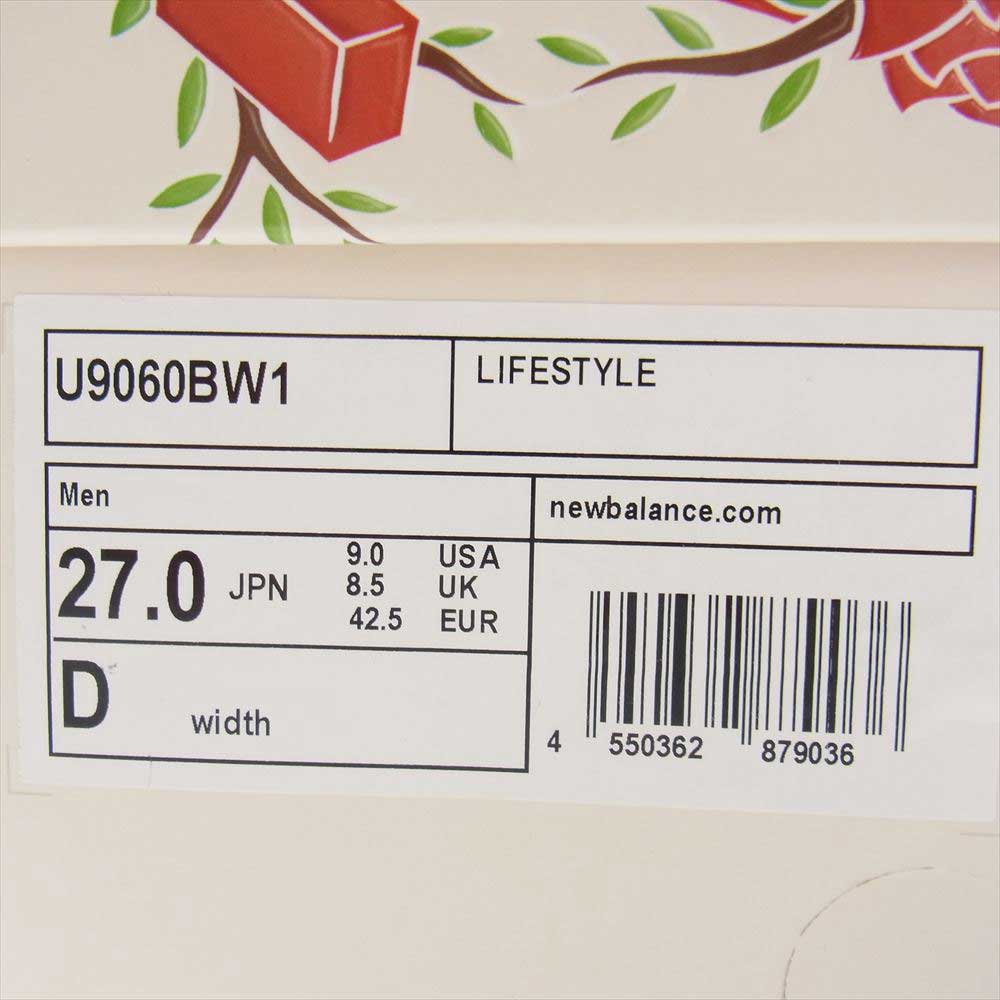 U9060BW1
LIFESTYLE
Men
newbalance.com
27.0 JPN
9.0 USA
8.5 UK
42.5 EUR
D width
4 550362 879036